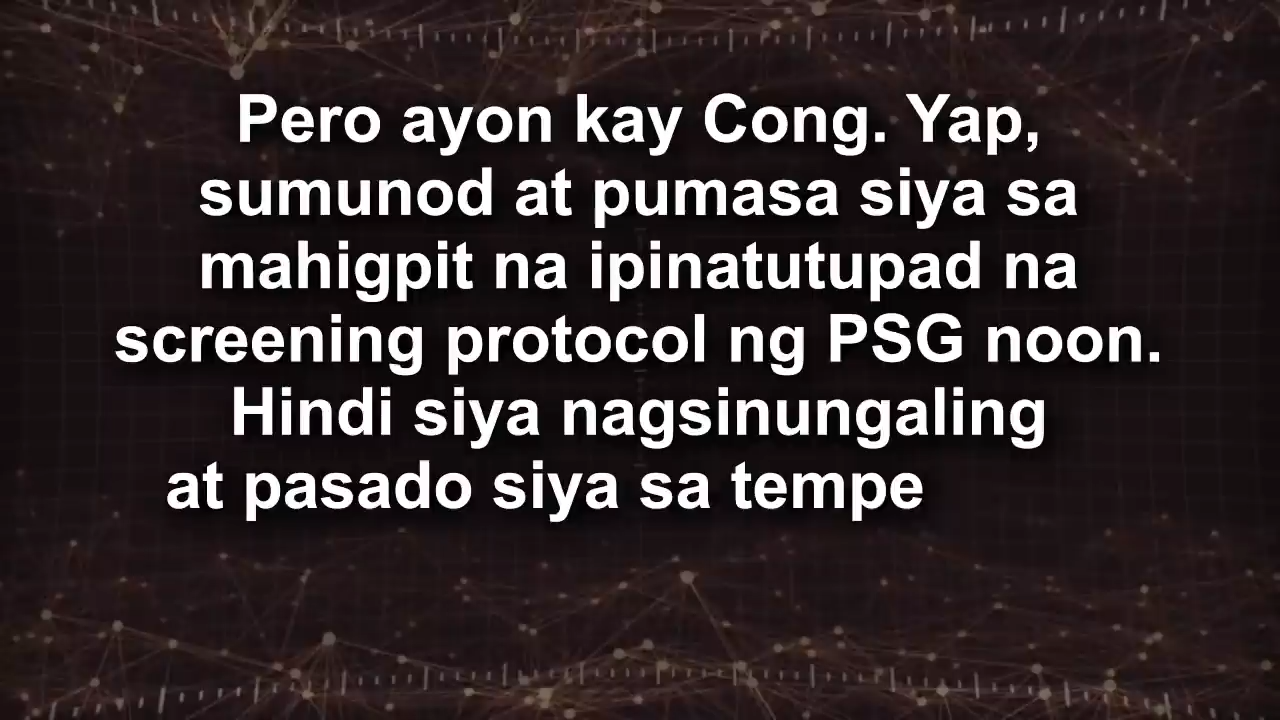 Pero ayon kay Cong. Yap,
sumunod at pumasa siya sa
mahigpit na ipinatutupad na
screening protocol ng PSG noon.
Hindi siya nagsinungaling
at pasado siya sa tempe